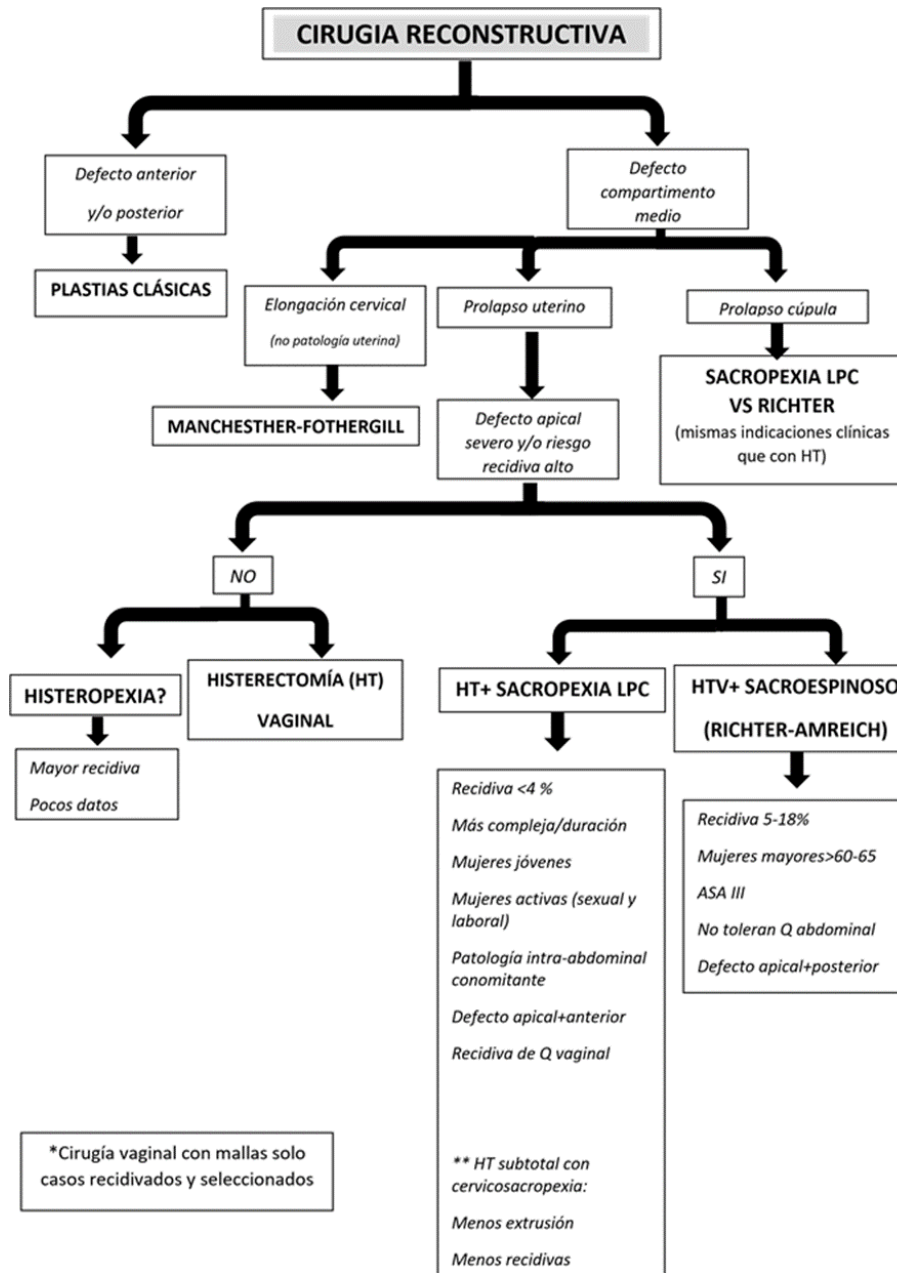 CIRUGIA RECONSTRUCTIVA
Defecto anterior
y/o posterior
PLASTIAS CLÁSICAS
Defecto
compartimento
medio
Elongación cervical
(no patología uterina)
MANCHESTHER-FOTHERGILL
Prolapso uterino
Prolapso cúpula
SACROPEXIA LPC
VS RICHTER
(mismas indicaciones clínicas
que con HT)
Defecto apical
severo y/o riesgo
recidiva alto
NO
SI
HISTEROPEXIA?
Mayor recidiva
Pocos datos
HISTERECTOMÍA (HT)
VAGINAL
HT+ SACROPEXIA LPC
Recidiva <4 %
Más compleja/duración
Mujeres jóvenes
Mujeres activas (sexual y
laboral)
Patología intra-abdominal
conomitante
Defecto apical+anterior
Recidiva de Q vaginal
** HT subtotal con
cervicosacropexia:
Menos extrusión
Menos recidivas
HTV+ SACROESPINOSO
(RICHTER-AMREICH)
Recidiva 5-18%
Mujeres mayores>60-65
ASA III
No toleran Q abdominal
Defecto apical+posterior
*Cirugía vaginal con mallas solo
casos recidivados y seleccionados